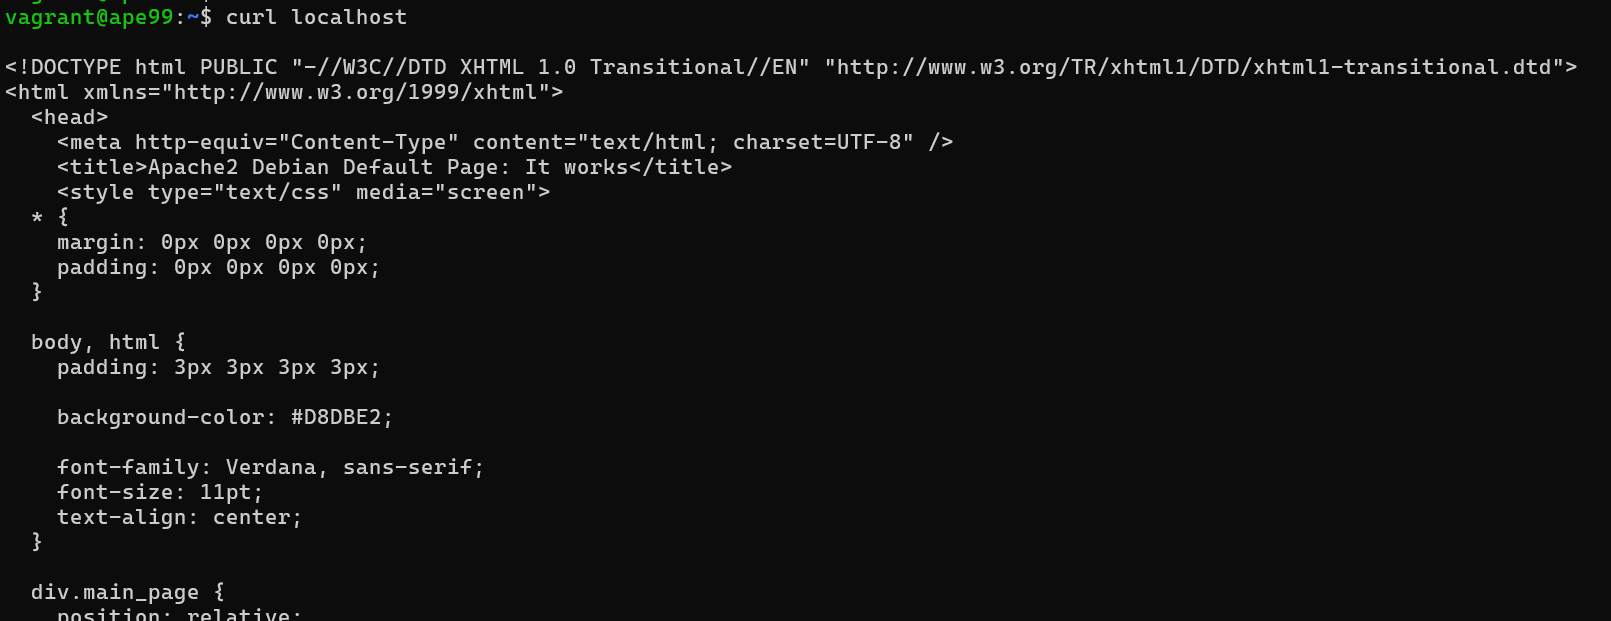 vagrant@ape99:~$ curl localhost
<!DOCTYPE html PUBLIC "-//W3C//DTD XHTML 1.0 Transitional//EN" "http://www.w3.org/TR/xhtml1/DTD/xhtml1-transitional.dtd">
<html xmlns="http://www.w3.org/1999/xhtml">
  <head>
    <meta http-equiv="Content-Type" content="text/html; charset=UTF-8" />
    <title>Apache2 Debian Default Page: It works</title>
    <style type="text/css" media="screen">
  * {
    margin: 0px 0px 0px 0px;
    padding: 0px 0px 0px 0px;
  }
  body, html {
    padding: 3px 3px 3px 3px;
    background-color: #D8DBE2;
    font-family: Verdana, sans-serif;
    font-size: 11pt;
    text-align: center;
  }
  div.main_page {
    position: relative;